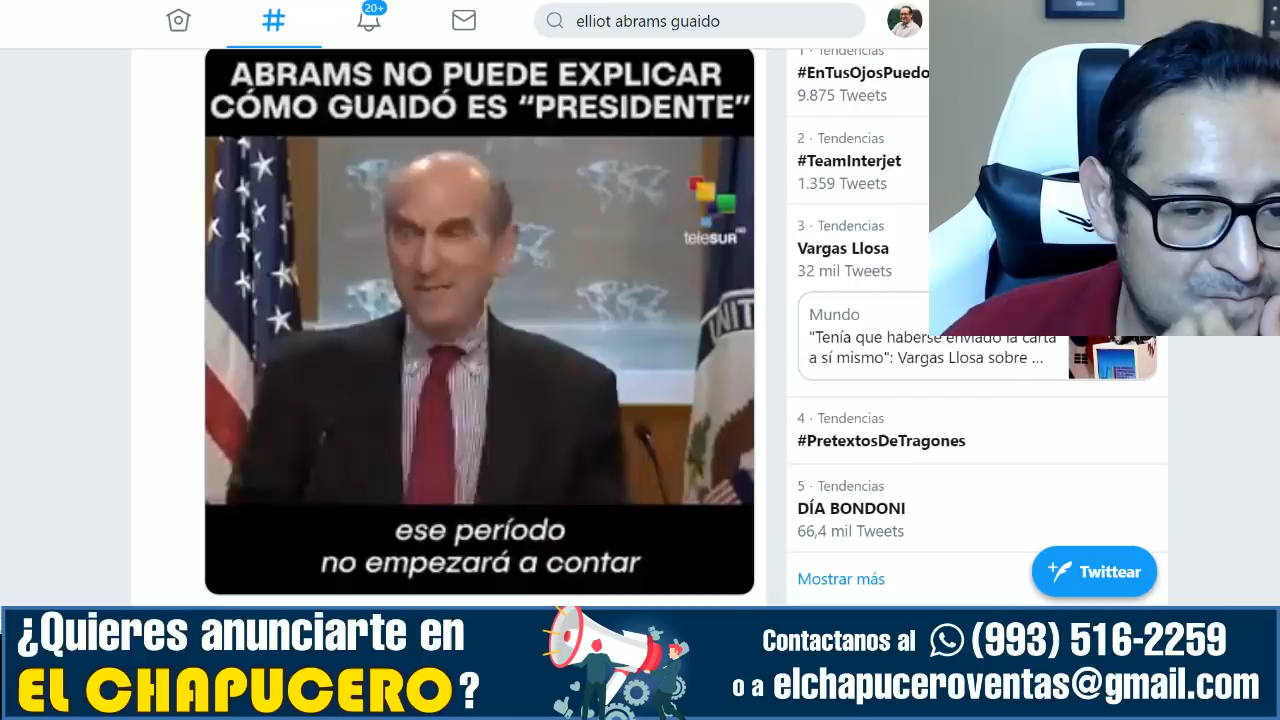 20+
elliot abrams guaido
ABRAMS NO PUEDE EXPLICAR
CÓMO GUAIDÓ ES “PRESIDENTE”
teleSUR
UNIT
ese período
no empezará a contar
1 · Tendencias
#EnTusOjosPuedo
9.875 Tweets
2 · Tendencias
#TeamInterjet
1.359 Tweets
3 · Tendencias
Vargas Llosa
32 mil Tweets
Mundo
"Tenía que haberse enviado la carta
a sí mismo": Vargas Llosa sobre ...
4 · Tendencias
#PretextosDeTragones
5 · Tendencias
DÍA BONDONI
66,4 mil Tweets
Mostrar más
Twittear
¿Quieres anunciarte en
EL CHAPUCERO?
Contactanos al (993) 516-2259
o a elchapuceroventas@gmail.com